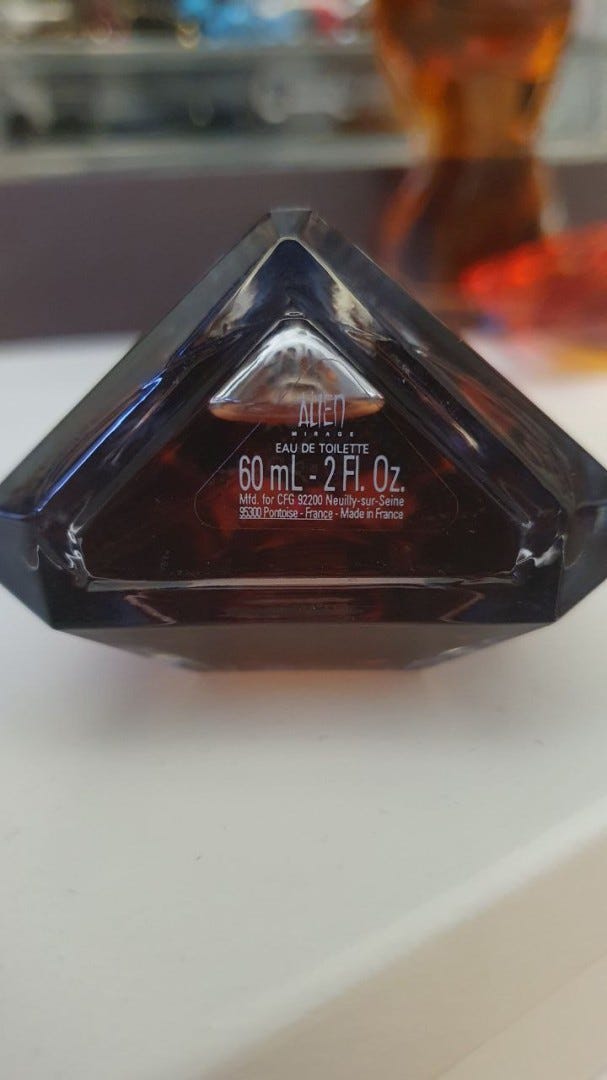 ALIEN
MIRAGE
EAU DE TOILETTE
60 mL - 2 Fl. Oz.
Mfd. for CFG 92200 Neuilly-sur-Seine
95300 Pontoise - France - Made in France